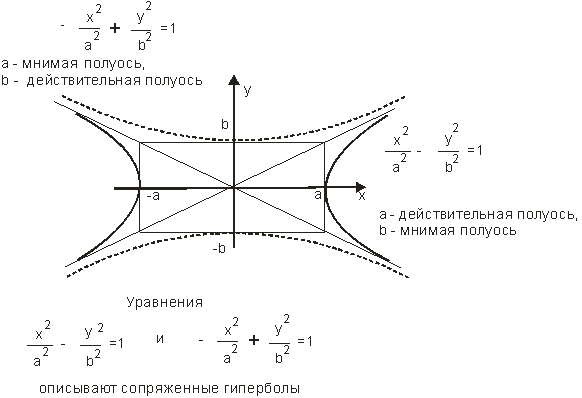 - x²/a² + y²/b² =1
a - мнимая полуось,
b - действительная полуось
y
b
x²/a² - y²/b² =1
-a
a
x
a - действительная полуось,
b - мнимая полуось
-b
Уравнения
x²/a² - y²/b² =1 и - x²/a² + y²/b² =1
описывают сопряженные гиперболы